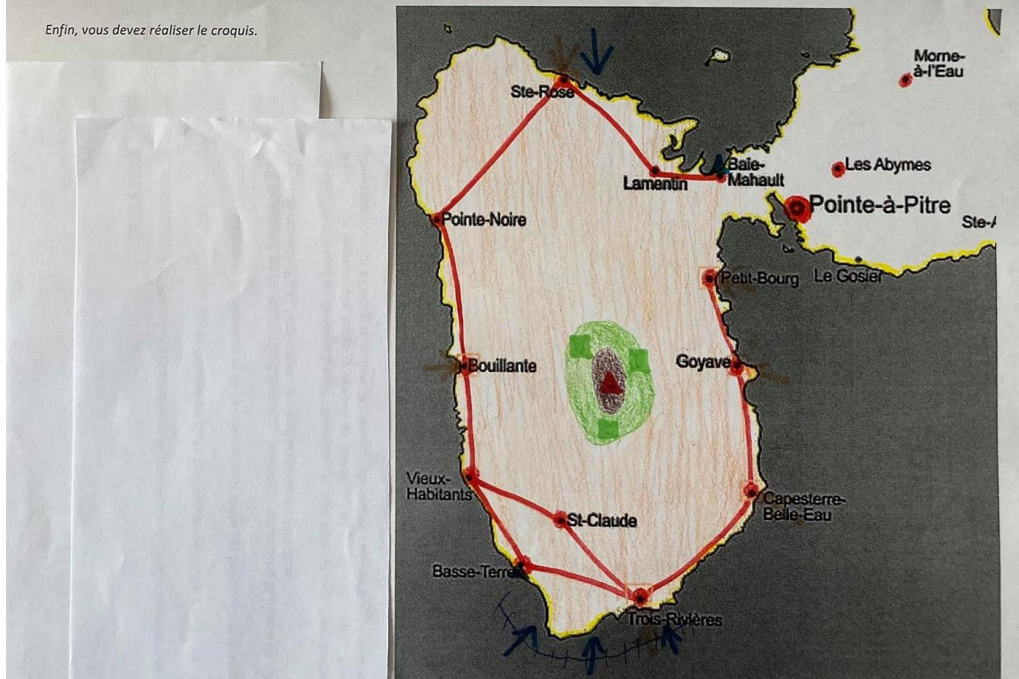 Enfin, vous devez réaliser le croquis.
Morne-
à-l'Eau
Ste-Rose
Baie-
Mahault
Les Abymes
Lamentin
Pointe-à-Pitre
Pointe-Noire
Ste-A
Petit-Bourg
Le Gosier
Bouillante
Goyave
Vieux-
Habitants
Capesterre-
Belle-Eau
St-Claude
Basse-Terre
Trois-Rivières